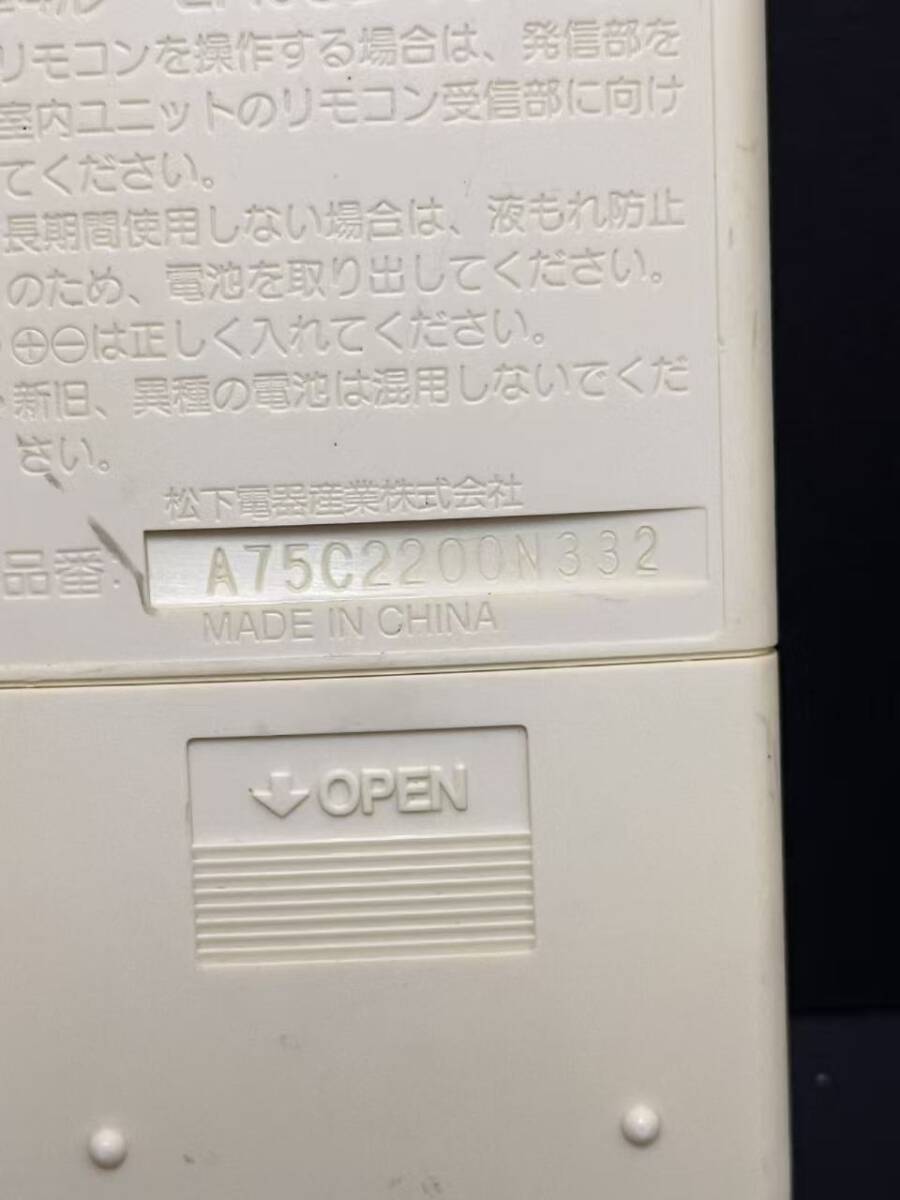 リモコンを操作する場合は、発信部を
室内ユニットのリモコン受信部に向け
てください。
長期間使用しない場合は、液もれ防止
のため、電池を取り出してください。
⊕⊖は正しく入れてください。
新旧、異種の電池は混用しないでくだ
さい。
松下電器産業株式会社
品番: A75C2200N332
MADE IN CHINA
↓OPEN